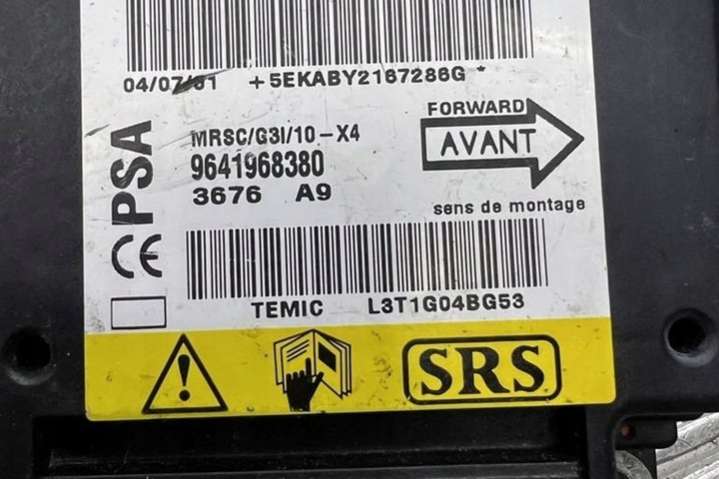 04/07/01 +5EKABY2167286G *
FORWARD
AVANT
sens de montage
PSA
MRSC/G3I/10-X4
9641968380
3676 A9
CE
TEMIC L3T1G04BG53
SRS